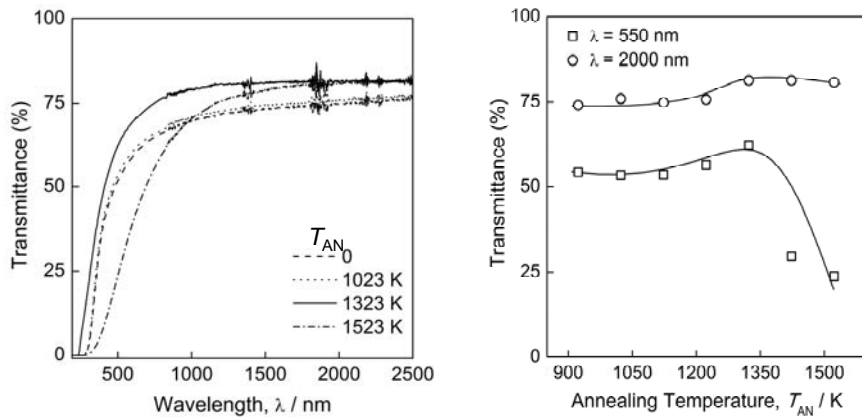 100
75
50
25
0
Transmittance (%)
500 1000 1500 2000 2500
Wavelength, λ / nm
T_AN
0
1023 K
1323 K
1523 K
100
75
50
25
0
Transmittance (%)
λ = 550 nm
λ = 2000 nm
900 1050 1200 1350 1500
Annealing Temperature, T_AN / K